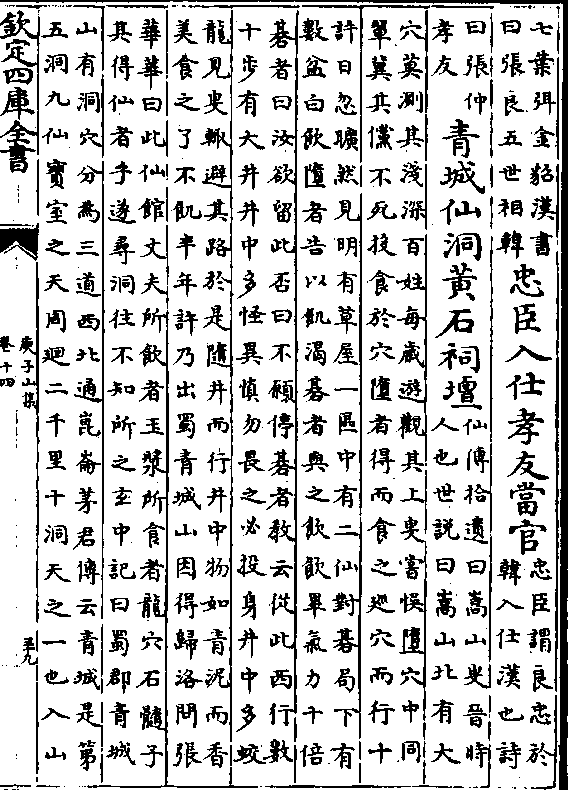 七葉弭金貂漢書
曰張良五世相韓
忠臣入仕孝友當官
忠臣謂良忠於
韓入仕漢也詩
曰張仲
孝友
青城仙洞黃石祠壇
仙傳拾遺曰嵩山叟晉時
人也世說曰嵩山北有大
穴莫測其淺深百姓每歲遊觀其上叟嘗悞墮穴中同
輩冀其儻不死投食於穴墮者得而食之廵穴而行十
許日忽曠然見明有草屋一區中有二仙對碁局下有
數盆白飲墮者告以飢渴碁者與之飲飲畢氣力十倍
碁者曰汝欲留此否曰不願停碁者教云從此西行數
十步有大井井中多怪異慎勿畏之必投身井中多蛟
龍見叟輒避其路於是隨井而行井中物如青泥而香
美食之了不飢半年許乃出蜀青城山因得歸洛問張
華華曰此仙館丈夫所飲者玉漿所食者龍穴石髓子
其得仙者乎遂尋洞往不知所之玄中記曰蜀郡青城
山有洞穴分為三道西北通崑崙茅君傳云青城是第
五洞九仙寶室之天周廻二千里十洞天之一也入山
欽定四庫全書
庾子山集
卷十四
五九